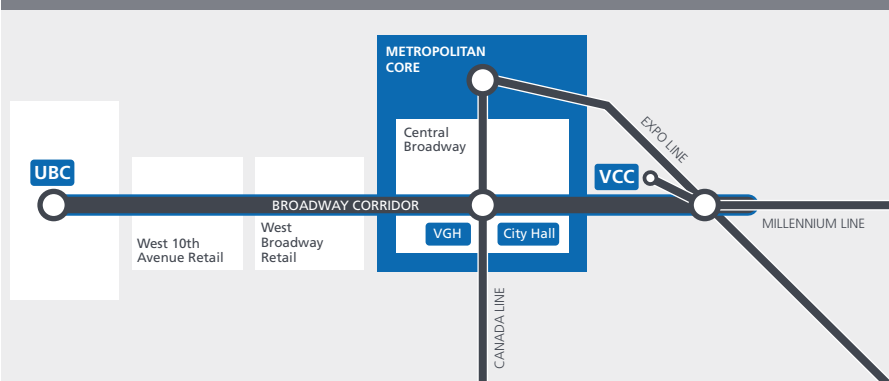 METROPOLITAN
CORE
Central
Broadway
EXPO LINE
UBC
VCC
BROADWAY CORRIDOR
West 10th
Avenue Retail
West
Broadway
Retail
VGH
City Hall
MILLENNIUM LINE
CANADA LINE